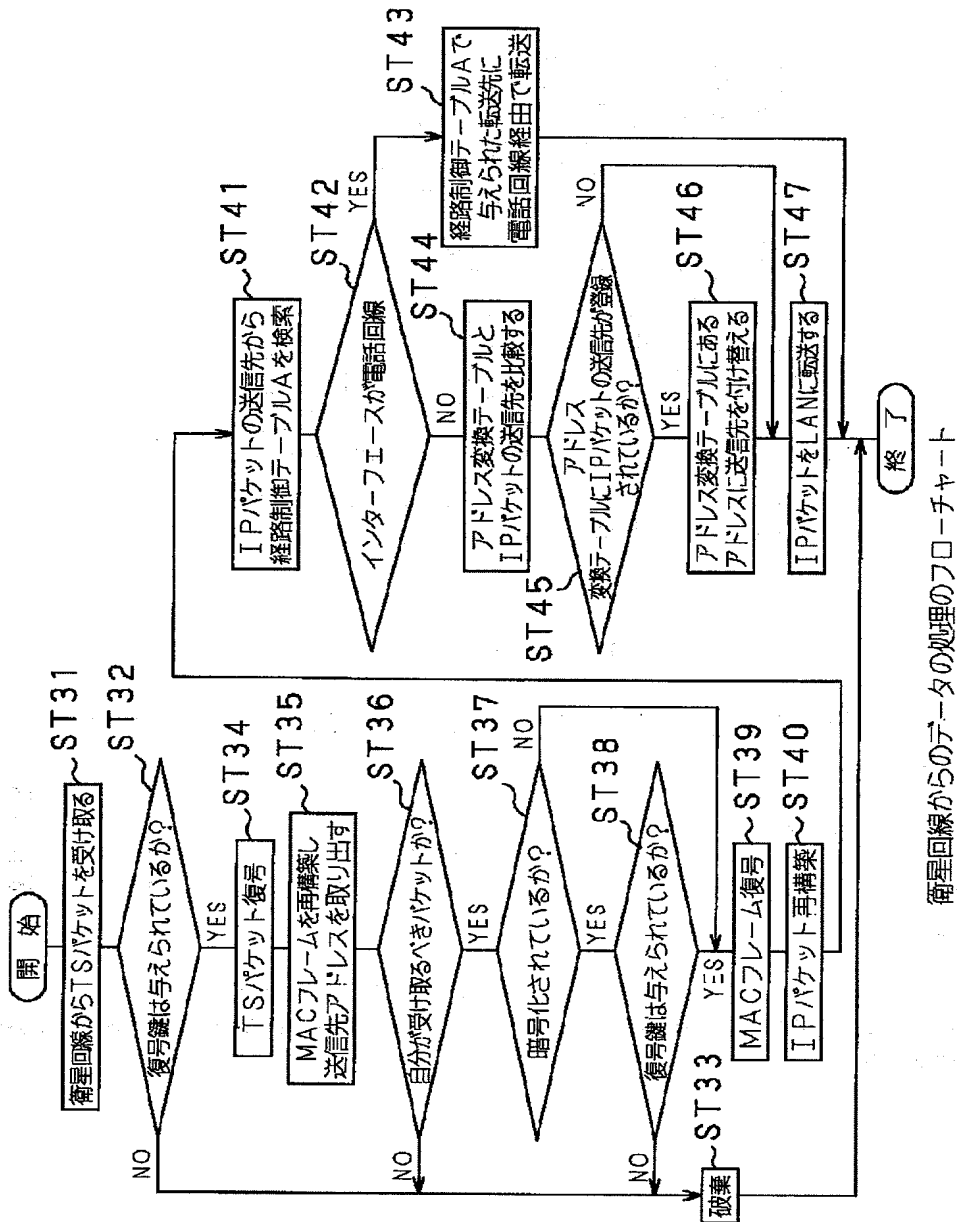 開始
衛星回線からTSパケットを受け取る
ST31
復号鍵は与えられているか?
ST32
NO
YES
TSパケット復号
ST34
MACフレームを再構築し
送信先アドレスを取り出す
ST35
自分が受け取るべきパケットか?
ST36
NO
YES
暗号化されているか?
ST37
NO
YES
復号鍵は与えられているか?
ST38
NO
YES
破棄
ST33
MACフレーム復号
ST39
IPパケット再構築
ST40
IPパケットの送信先から
経路制御テーブルAを検索
ST41
インターフェースが電話回線
ST42
YES
NO
経路制御テーブルAで
与えられた転送先に
電話回線経由で転送
ST43
アドレス変換テーブルと
IPパケットの送信先を比較する
ST44
アドレス
変換テーブルにIPパケットの送信先が登録
されているか?
ST45
NO
YES
アドレス変換テーブルにある
アドレスに送信先を付け替える
ST46
IPパケットをLANに転送する
ST47
終了
衛星回線からのデータの処理のフローチャート